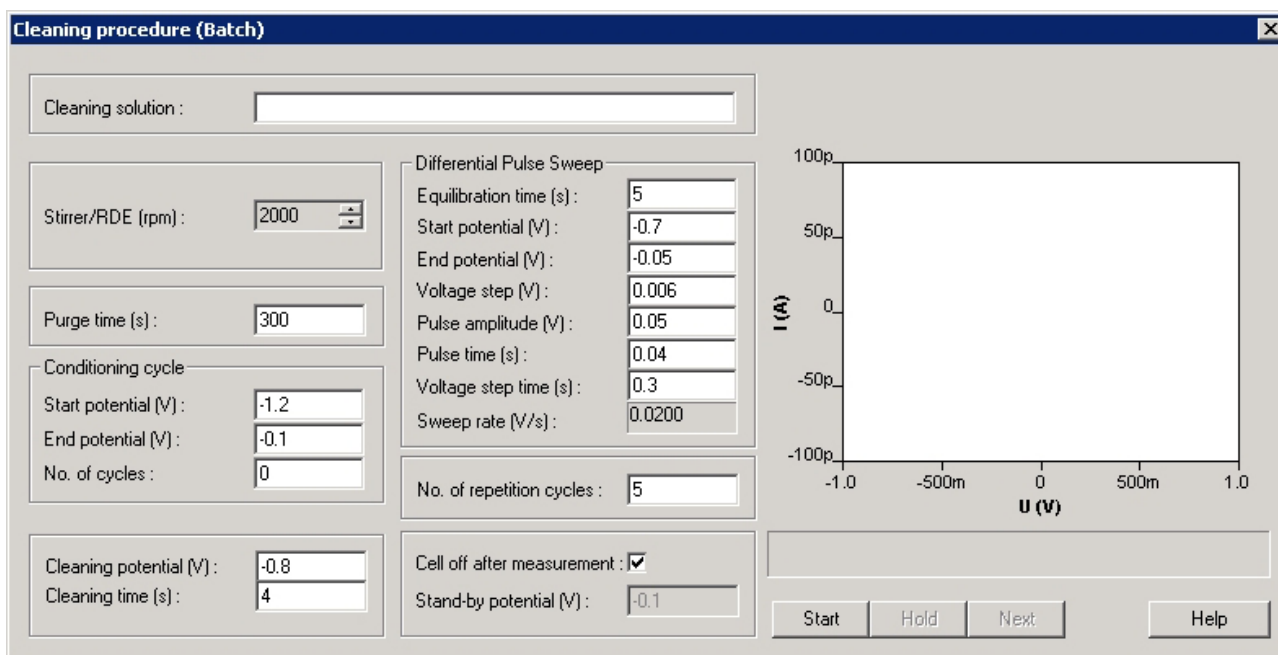 Cleaning procedure (Batch)
Cleaning solution :
Stirrer/RDE (rpm) : 2000
Purge time (s) : 300
Conditioning cycle
Start potential (V) : -1.2
End potential (V) : -0.1
No. of cycles : 0
Cleaning potential (V) : -0.8
Cleaning time (s) : 4
Differential Pulse Sweep
Equilibration time (s) : 5
Start potential (V) : -0.7
End potential (V) : -0.05
Voltage step (V) : 0.006
Pulse amplitude (V) : 0.05
Pulse time (s) : 0.04
Voltage step time (s) : 0.3
Sweep rate (V/s) : 0.0200
No. of repetition cycles : 5
Cell off after measurement :
Stand-by potential (V) : -0.1
100p
50p
0
-50p
-100p
I (A)
-1.0 -500m 0 500m 1.0
U (V)
Start Hold Next Help